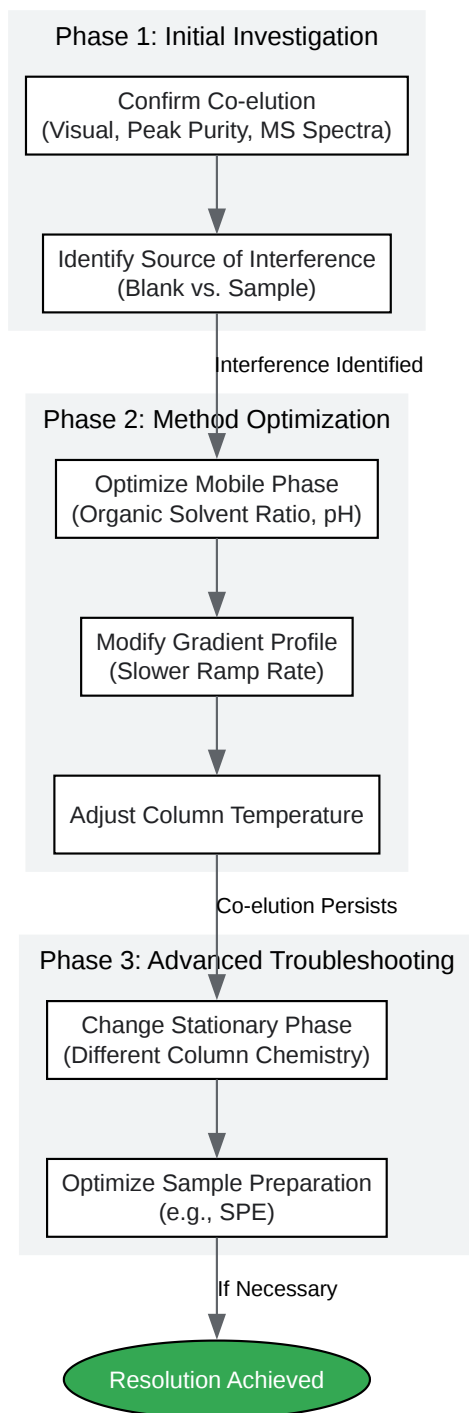 Phase 1: Initial Investigation
Confirm Co-elution
(Visual, Peak Purity, MS Spectra)
Identify Source of Interference
(Blank vs. Sample)
Interference Identified
Phase 2: Method Optimization
Optimize Mobile Phase
(Organic Solvent Ratio, pH)
Modify Gradient Profile
(Slower Ramp Rate)
Adjust Column Temperature
Co-elution Persists
Phase 3: Advanced Troubleshooting
Change Stationary Phase
(Different Column Chemistry)
Optimize Sample Preparation
(e.g., SPE)
If Necessary
Resolution Achieved